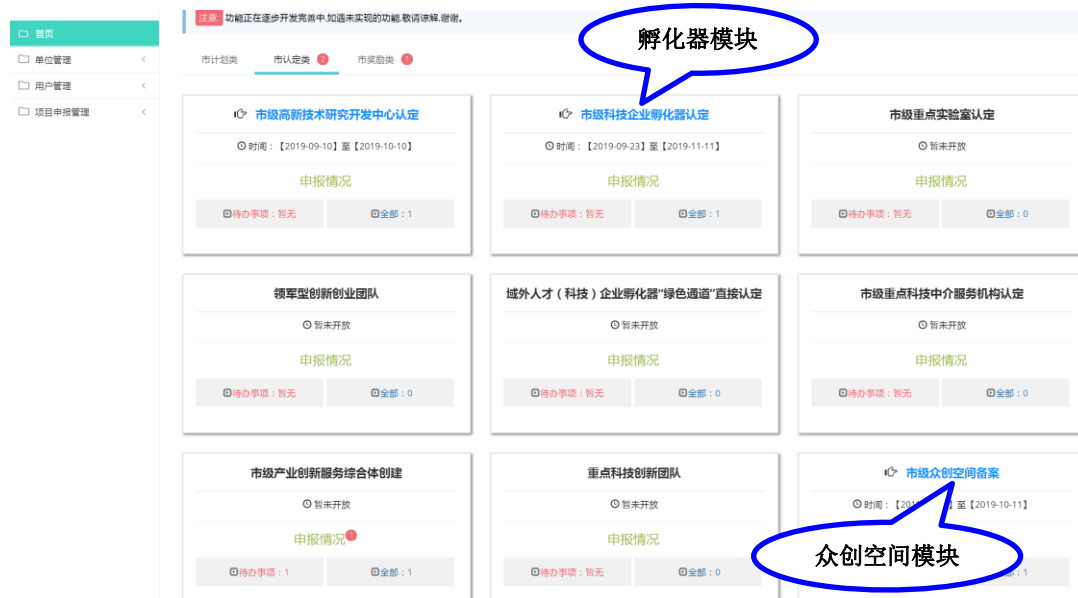 注意: 功能正在逐步开发完善中,如遇未实现的功能,敬请谅解,谢谢。
首页
单位管理
用户管理
项目申报管理
市计划类 市认定类 2 市奖励类 1
孵化器模块
市级高新技术研究开发中心认定
时间：【2019-09-10】至【2019-10-10】
申报情况
待办事项：暂无 全部：1
市级科技企业孵化器认定
时间：【2019-09-23】至【2019-11-11】
申报情况
待办事项：暂无 全部：1
市级重点实验室认定
暂未开放
申报情况
待办事项：暂无 全部：0
领军型创新创业团队
暂未开放
申报情况
待办事项：暂无 全部：0
域外人才（科技）企业孵化器“绿色通道”直接认定
暂未开放
申报情况
待办事项：暂无 全部：0
市级重点科技中介服务机构认定
暂未开放
申报情况
待办事项：暂无 全部：0
市级产业创新服务综合体创建
暂未开放
申报情况 1
待办事项：1 全部：1
重点科技创新团队
暂未开放
申报情况
待办事项：暂无 全部：0
市级众创空间备案
时间：【20 】至【2019-10-11】
众创空间模块
：1